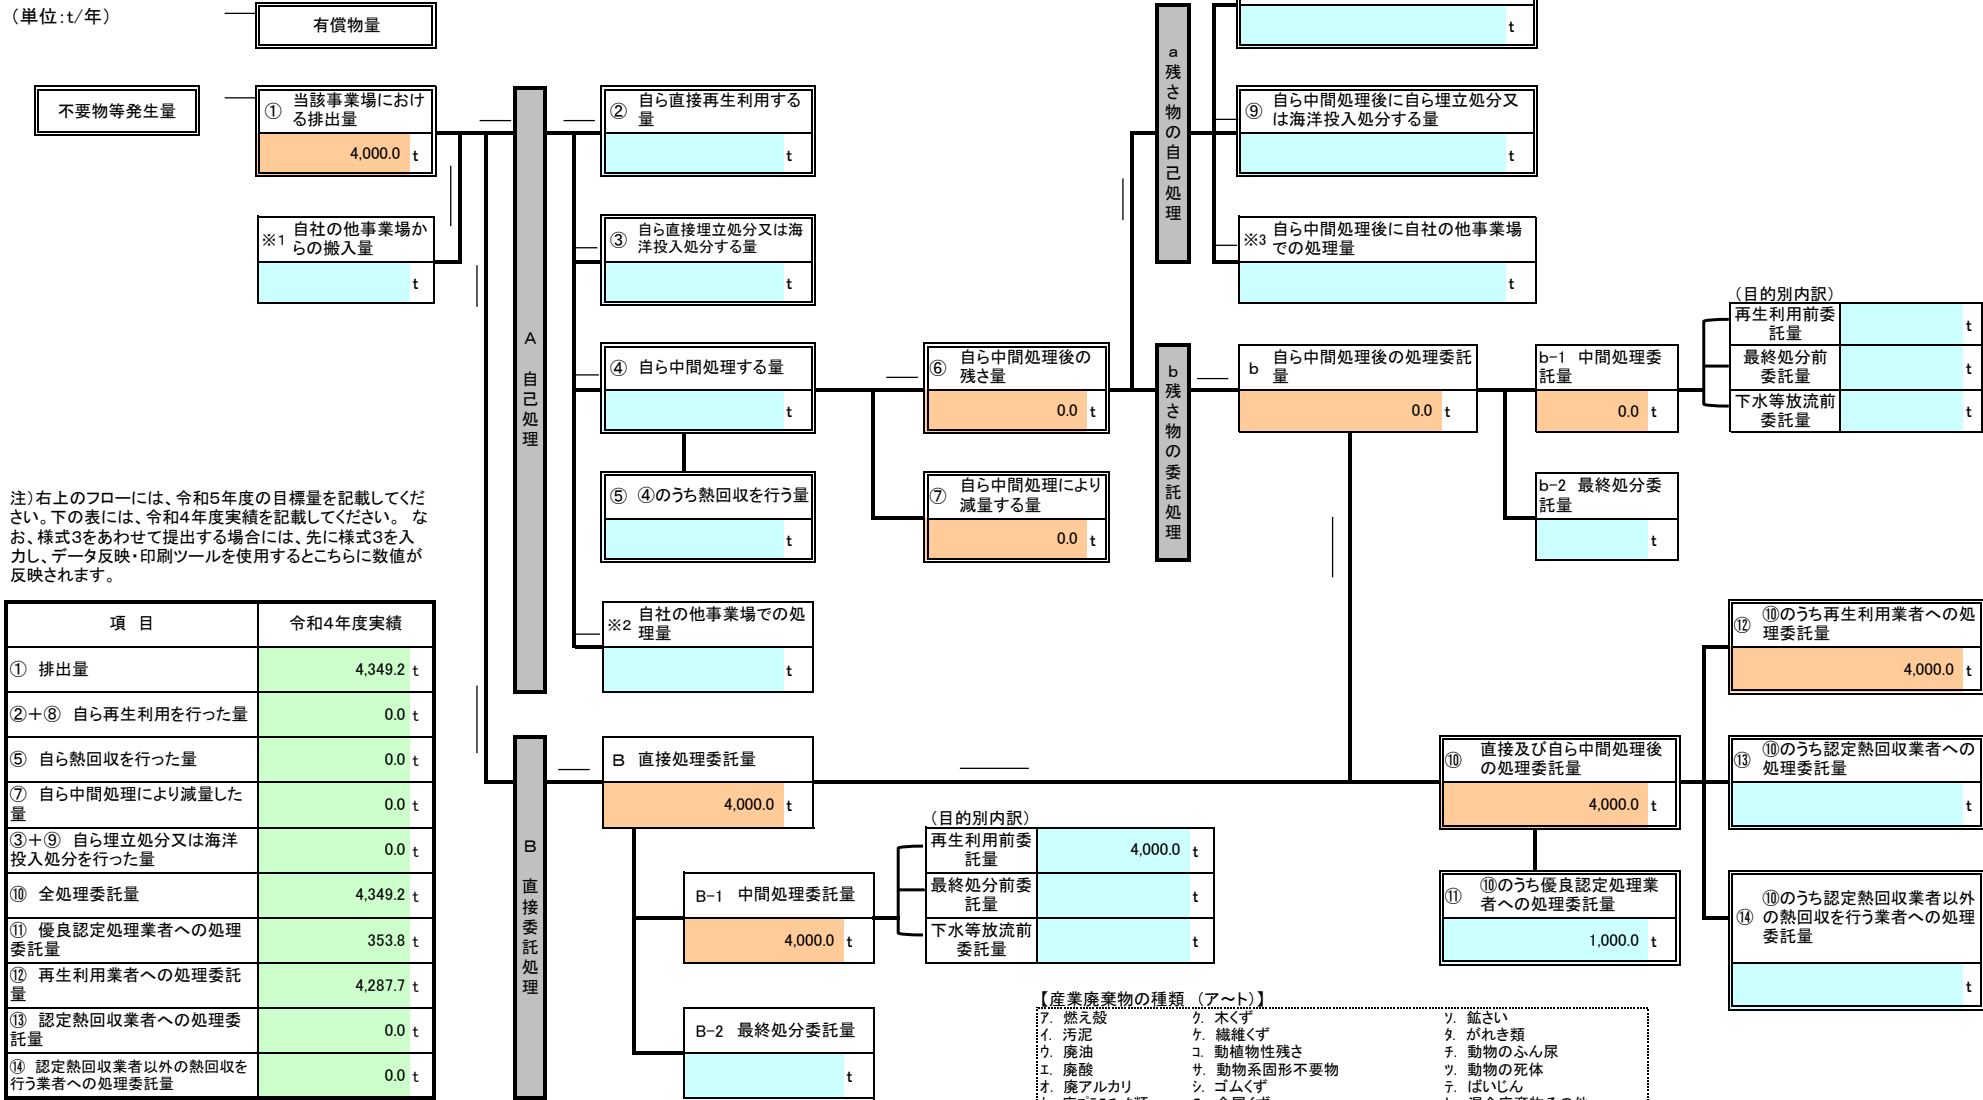 （単位:t/年）
有償物量
不要物等発生量
① 当該事業場におけ
る排出量
4,000.0 t
※1 自社の他事業場か
らの搬入量
t
A 自己処理
② 自ら直接再生利用する
量
t
③ 自ら直接埋立処分又は海
洋投入処分する量
t
④ 自ら中間処理する量
t
⑤ ④のうち熱回収を行う量
t
※2 自社の他事業場での処
理量
t
⑥ 自ら中間処理後の
残さ量
0.0 t
⑦ 自ら中間処理により
減量する量
0.0 t
a 残さ物の自己処理
t
⑨ 自ら中間処理後に自ら埋立処分又
は海洋投入処分する量
t
※3 自ら中間処理後に自社の他事業場
での処理量
t
b 残さ物の委託処理
b 自ら中間処理後の処理委託
量
0.0 t
b-1 中間処理委
託量
0.0 t
（目的別内訳）
再生利用前委
託量
t
最終処分前
委託量
t
下水等放流前
委託量
t
b-2 最終処分委
託量
t
注）右上のフローには、令和5年度の目標量を記載してくだ
さい。下の表には、令和4年度実績を記載してください。 な
お、様式3をあわせて提出する場合には、先に様式3を入
力し、データ反映・印刷ツールを使用するとこちらに数値が
反映されます。
項 目 令和4年度実績
① 排出量 4,349.2 t
②＋⑧ 自ら再生利用を行った量 0.0 t
⑤ 自ら熱回収を行った量 0.0 t
⑦ 自ら中間処理により減量した
量 0.0 t
③＋⑨ 自ら埋立処分又は海洋
投入処分を行った量 0.0 t
⑩ 全処理委託量 4,349.2 t
⑪ 優良認定処理業者への処理
委託量 353.8 t
⑫ 再生利用業者への処理委託
量 4,287.7 t
⑬ 認定熱回収業者への処理委
託量 0.0 t
⑭ 認定熱回収業者以外の熱回収を
行う業者への処理委託量 0.0 t
B 直接委託処理
B 直接処理委託量
4,000.0 t
B-1 中間処理委託量
4,000.0 t
（目的別内訳）
再生利用前委
託量
4,000.0 t
最終処分前委
託量
t
下水等放流前
委託量
t
B-2 最終処分委託量
t
⑩ 直接及び自ら中間処理後
の処理委託量
4,000.0 t
⑪ ⑩のうち優良認定処理業
者への処理委託量
1,000.0 t
⑫ ⑩のうち再生利用業者への処
理委託量
4,000.0 t
⑬ ⑩のうち認定熱回収業者への
処理委託量
t
⑭ ⑩のうち認定熱回収業者以外
の熱回収を行う業者への処理
委託量
t
【産業廃棄物の種類 （ア～ト）】
ア. 燃え殻 ク. 木くず ソ. 鉱さい
イ. 汚泥 ケ. 繊維くず タ. がれき類
ウ. 廃油 コ. 動植物性残さ チ. 動物のふん尿
エ. 廃酸 サ. 動物系固形不要物 ツ. 動物の死体
オ. 廃アルカリ シ. ゴムくず テ. ばいじん